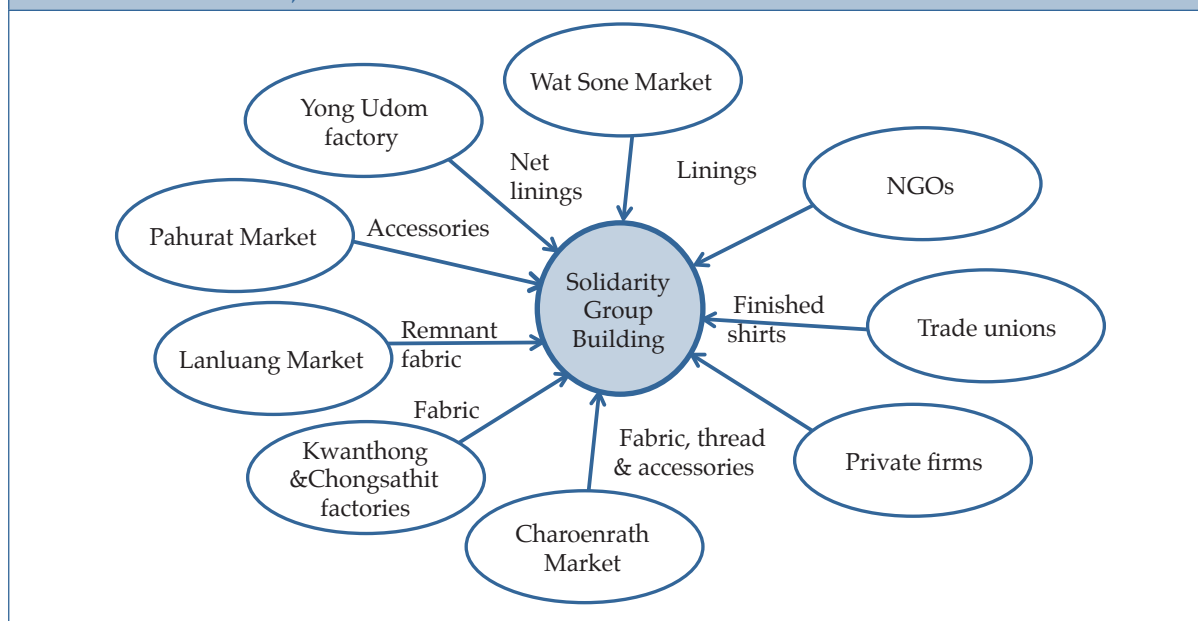 Wat Sone Market
Yong Udom
factory
Net
linings
Linings
NGOs
Pahurat Market
Accessories
Solidarity
Group
Building
Finished
shirts
Trade unions
Lanluang Market
Remnant
fabric
Fabric
Kwanthong
&Chongsathit
factories
Fabric, thread
& accessories
Private firms
Charoenrath
Market